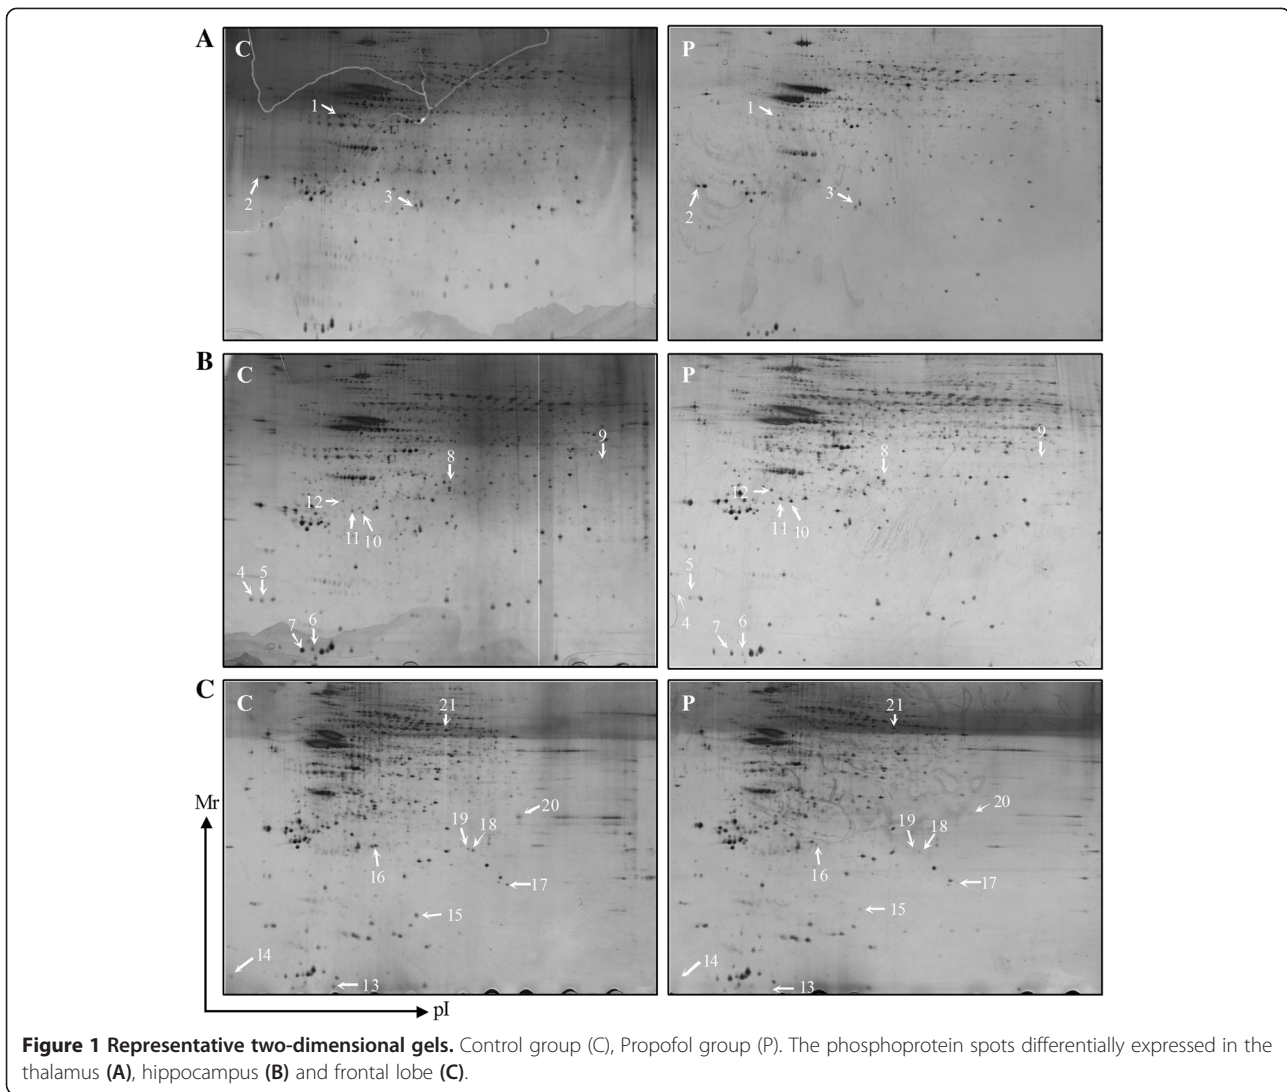 A
C
P
1
1
2
3
2
3
B
C
P
9
9
8
8
12
12
11 10
11 10
4 5
5
4
7 6
7 6
C
C
P
21
21
Mr
20
20
19 18
19 18
16
16
17
17
15
15
14
14
13
13
pI
Figure 1 Representative two-dimensional gels. Control group (C), Propofol group (P). The phosphoprotein spots differentially expressed in the
thalamus (A), hippocampus (B) and frontal lobe (C).